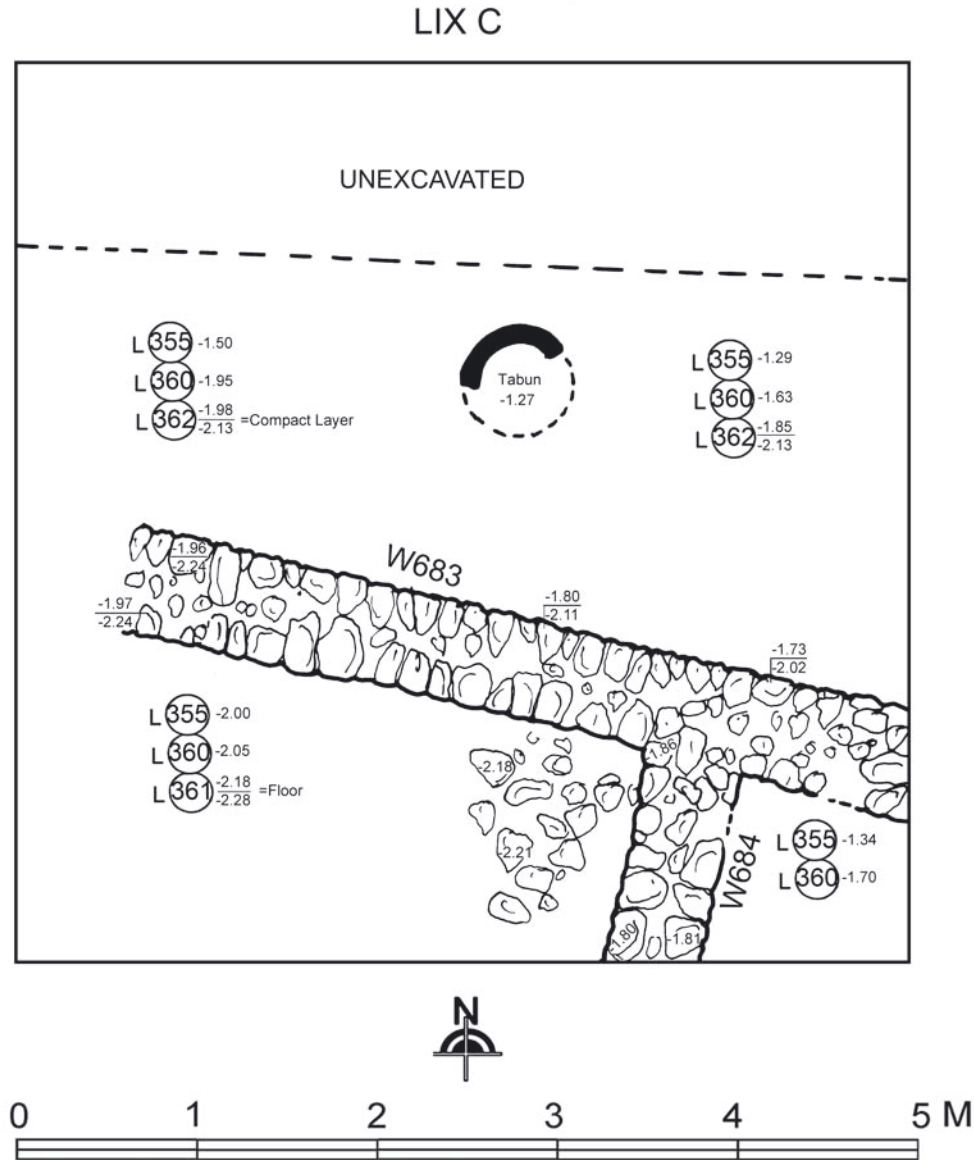 LIX C
UNEXCAVATED
L 355 -1.50
L 360 -1.95
L 362 -1.98
-2.13 =Compact Layer
Tabun
-1.27
L 355 -1.29
L 360 -1.63
L 362 -1.85
-2.13
W683
-1.96
-2.24
-1.97
-2.24
-1.80
-2.11
-1.73
-2.02
L 355 -2.00
L 360 -2.05
L 361 -2.18
-2.28 =Floor
-2.18
-2.21
-1.86
W684
-1.80
-1.81
L 355 -1.34
L 360 -1.70
N
0 1 2 3 4 5 M